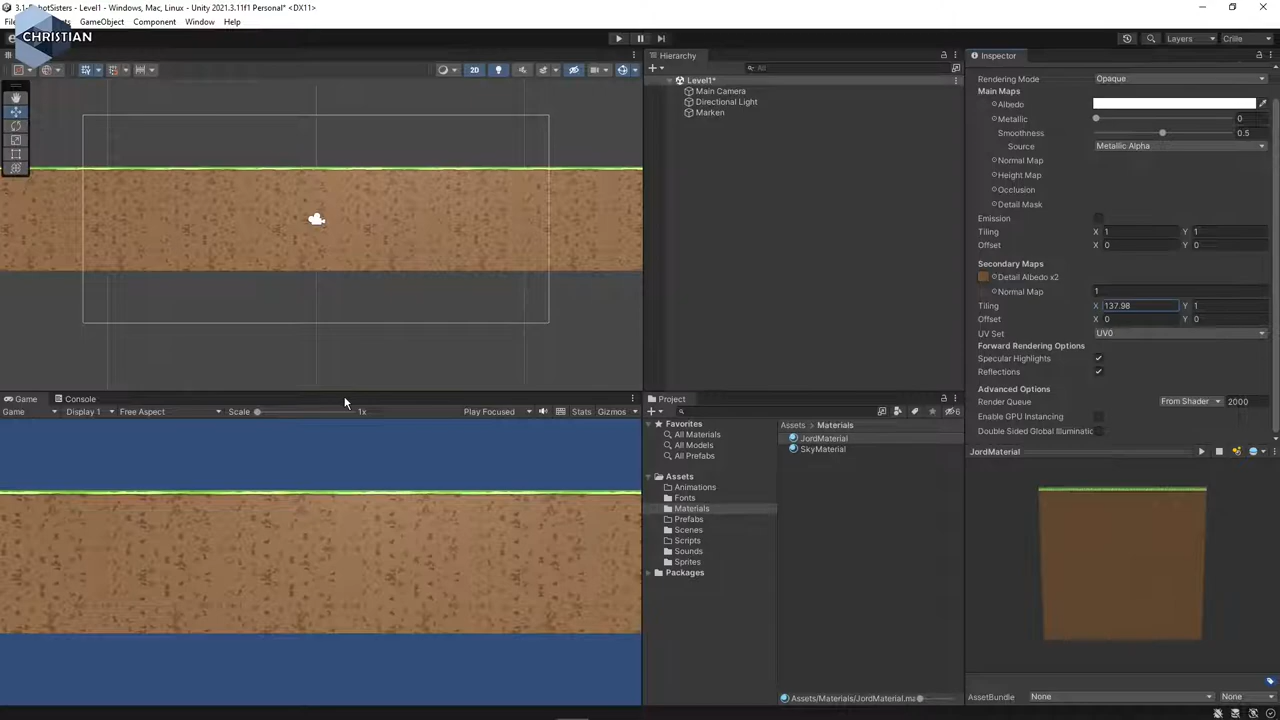 3.1- RobotSisters - Level1 - Windows, Mac, Linux - Unity 2021.3.11f1 Personal* <DX11>
GameObject Component Window Help
CHRISTIAN
Layers Crille
2D
Hierarchy
All
Level1*
Main Camera
Directional Light
Marken
Inspector
Rendering Mode Opaque
Main Maps
Albedo
Metallic 0
Smoothness 0.5
Source Metallic Alpha
Normal Map
Height Map
Occlusion
Detail Mask
Emission
Tiling X 1 Y 1
Offset X 0 Y 0
Secondary Maps
Detail Albedo x2
Normal Map 1
Tiling X 137.98 Y 1
Offset X 0 Y 0
UV Set UV0
Forward Rendering Options
Specular Highlights
Reflections
Advanced Options
Render Queue From Shader 2000
Enable GPU Instancing
Double Sided Global Illuminatic
Game Console
Game Display 1 Free Aspect Scale 1x Play Focused Stats Gizmos
Project
6
Favorites
All Materials
All Models
All Prefabs
Assets
Animations
Fonts
Materials
Prefabs
Scenes
Scripts
Sounds
Sprites
Packages
Assets Materials
JordMaterial
SkyMaterial
Assets/Materials/JordMaterial.ma
JordMaterial
AssetBundle None None